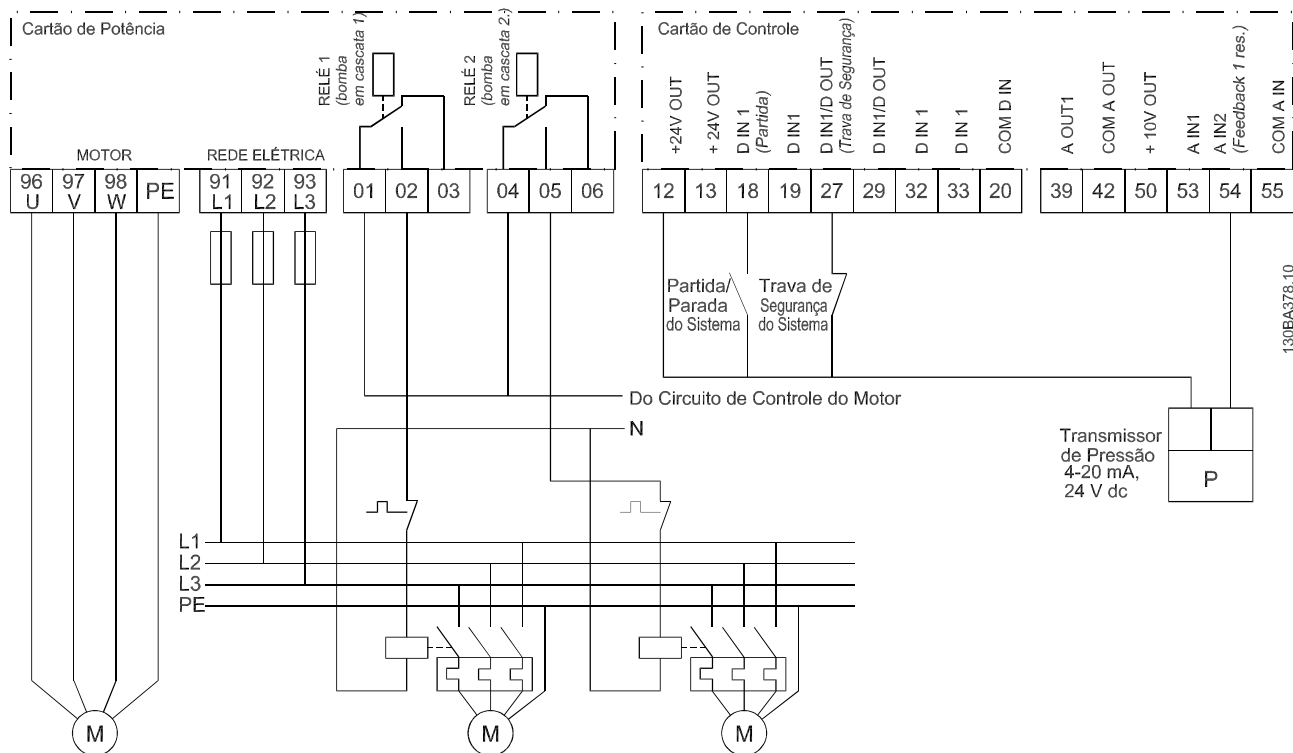 Cartão de Potência
RELÉ 1
(bomba
em cascata 1)
RELÉ 2
(bomba
em cascata 2.)
Cartão de Controle
+24V OUT
+ 24V OUT
D IN 1
(Partida)
D IN1
D IN1/D OUT
(Trava de Segurança)
D IN1/D OUT
D IN 1
D IN 1
COM D IN
A OUT1
COM A OUT
+ 10V OUT
A IN1
A IN2
(Feedback 1 res.)
COM A IN
MOTOR
REDE ELÉTRICA
96 97 98 PE
U V W
91 92 93
L1 L2 L3
01 02 03
04 05 06
12 13 18 19 27 29 32 33 20
39 42 50 53 54 55
130BA378.10
Partida/
Parada
do Sistema
Trava de
Segurança
do Sistema
Do Circuito de Controle do Motor
N
Transmissor
de Pressão
4-20 mA,
24 V dc
P
L1
L2
L3
PE
M
M
M